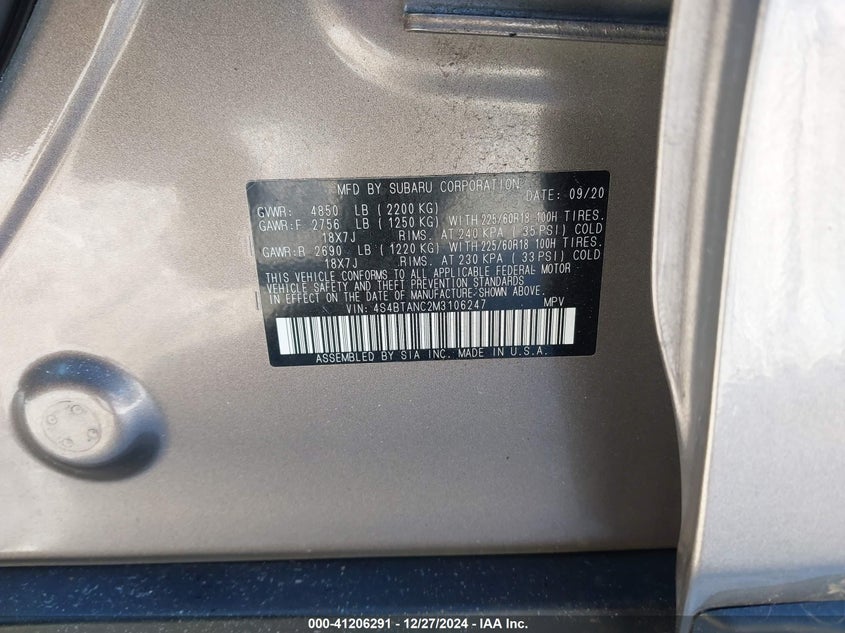 MFD BY SUBARU CORPORATION DATE: 09/20
GVWR: 4850 LB ( 2200 KG)
GAWR:F 2756 LB ( 1250 KG) WITH 225/60R18 100H TIRES.
18X7J RIMS. AT 240 KPA ( 35 PSI) COLD
GAWR:R 2690 LB ( 1220 KG) WITH 225/60R18 100H TIRES.
18X7J RIMS. AT 230 KPA ( 33 PSI) COLD
THIS VEHICLE CONFORMS TO ALL APPLICABLE FEDERAL MOTOR
VEHICLE SAFETY AND THEFT PREVENTION STANDARDS
IN EFFECT ON THE DATE OF MANUFACTURE SHOWN ABOVE.
VIN: 4S4BTANC2M3106247 MPV
ASSEMBLED BY SIA INC. MADE IN U.S.A.
000-41206291 - 12/27/2024 - IAA Inc.